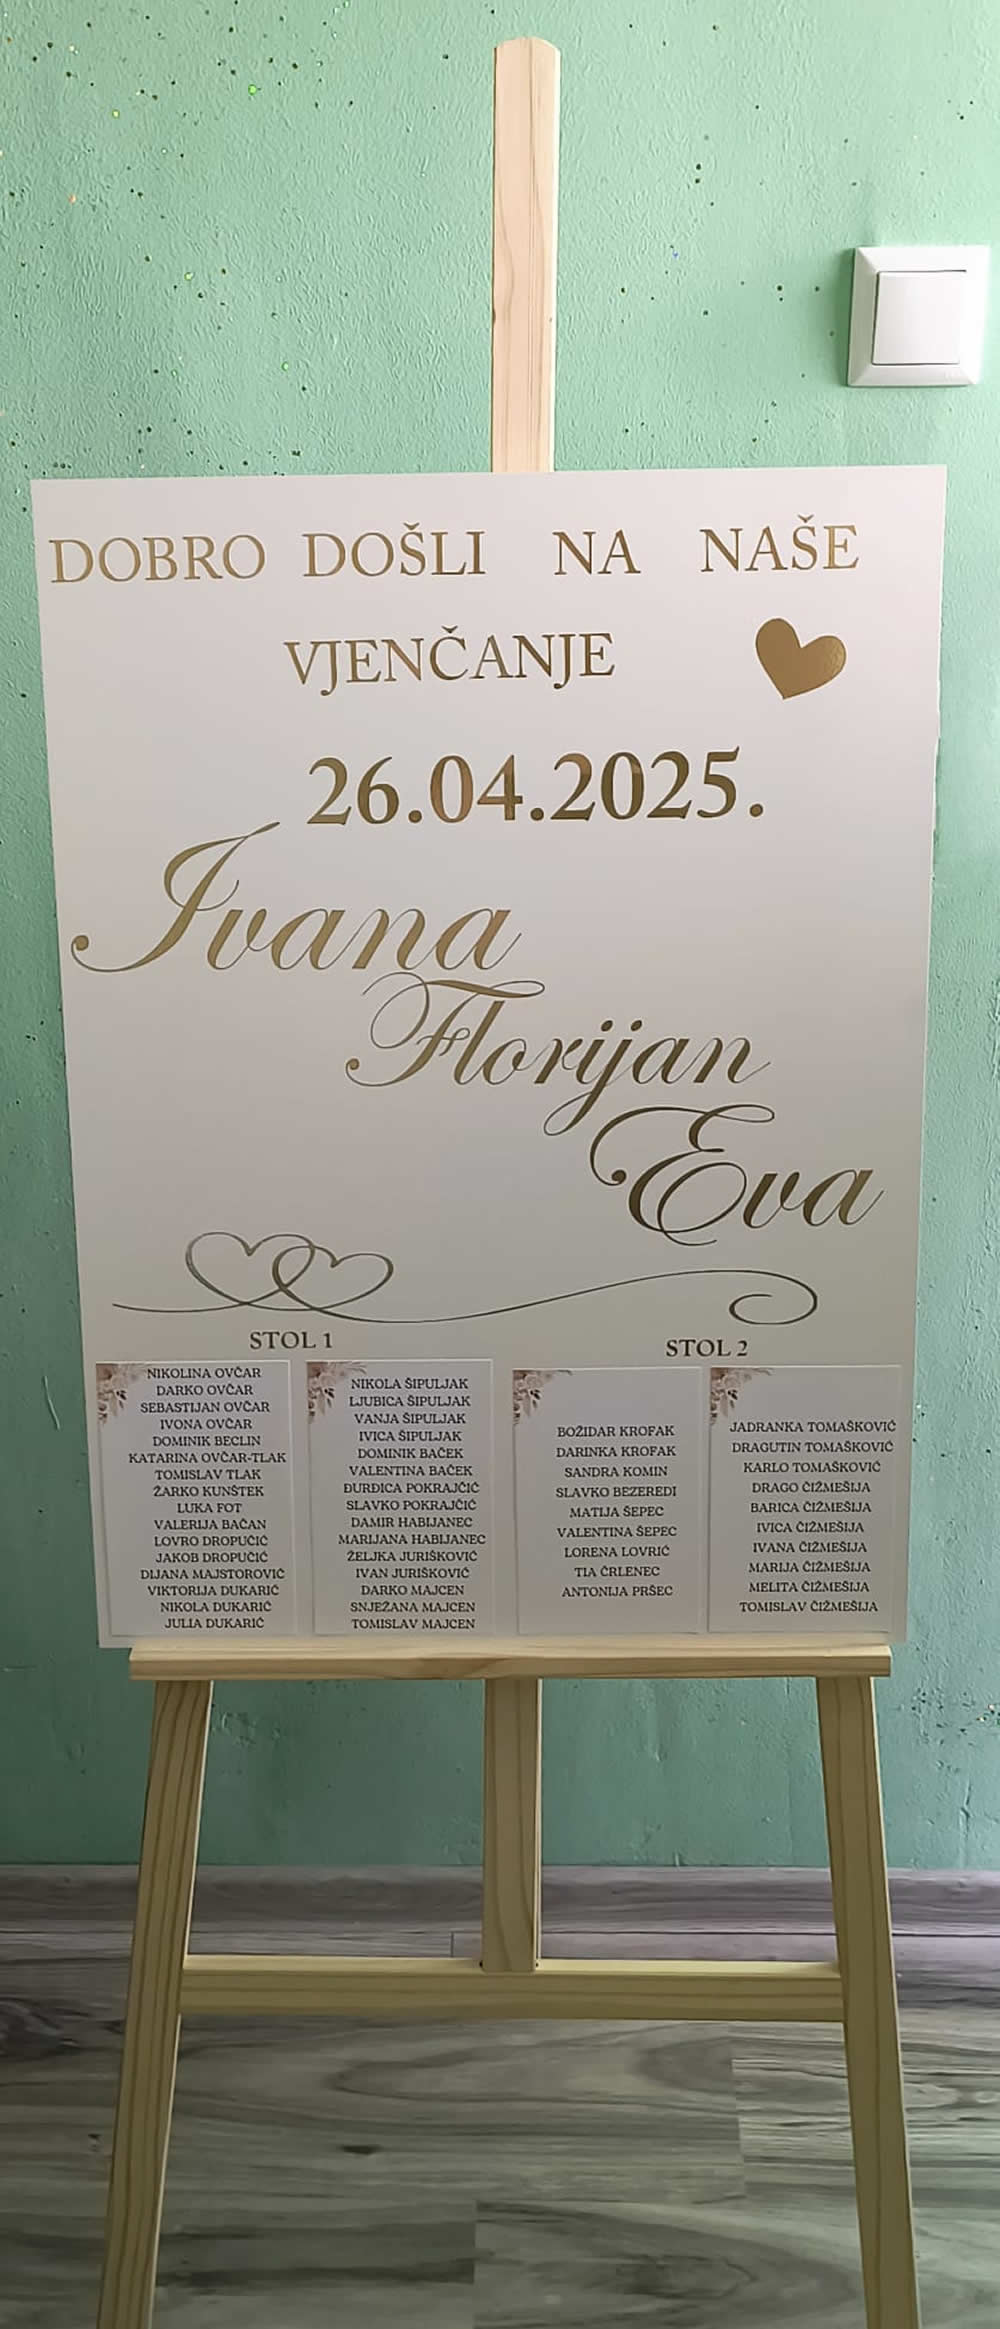 DOBRO DOŠLI NA NAŠE
VJENČANJE
26.04.2025.
Ivana
Florijan
Eva
STOL 1
NIKOLINA OVČAR
DARKO OVČAR
SEBASTIJAN OVČAR
IVONA OVČAR
DOMINIK BECLIN
KATARINA OVČAR-TLAK
TOMISLAV TLAK
ŽARKO KUNŠTEK
LUKA FOT
VALERIJA BAČAN
LOVRO DROPUČIĆ
JAKOB DROPUČIĆ
DIJANA MAJSTOROVIĆ
VIKTORIJA DUKARIĆ
NIKOLA DUKARIĆ
JULIA DUKARIĆ
NIKOLA ŠIPULJAK
LJUBICA ŠIPULJAK
VANJA ŠIPULJAK
IVICA ŠIPULJAK
DOMINIK BAČEK
VALENTINA BAČEK
ĐURĐICA POKRAJČIĆ
SLAVKO POKRAJČIĆ
DAMIR HABIJANEC
MARIJANA HABIJANEC
ŽELJKA JURIŠKOVIĆ
IVAN JURIŠKOVIĆ
DARKO MAJCEN
SNJEŽANA MAJCEN
TOMISLAV MAJCEN
STOL 2
BOŽIDAR KROFAK
DARINKA KROFAK
SANDRA KOMIN
SLAVKO BEZEREDI
MATIJA ŠEPEC
VALENTINA ŠEPEC
LORENA LOVRIĆ
TIA ČRLENEC
ANTONIJA PRŠEC
JADRANKA TOMAŠKOVIĆ
DRAGUTIN TOMAŠKOVIĆ
KARLO TOMAŠKOVIĆ
DRAGO ČIŽMEŠIJA
BARICA ČIŽMEŠIJA
IVICA ČIŽMEŠIJA
IVANA ČIŽMEŠIJA
MARIJA ČIŽMEŠIJA
MELITA ČIŽMEŠIJA
TOMISLAV ČIŽMEŠIJA